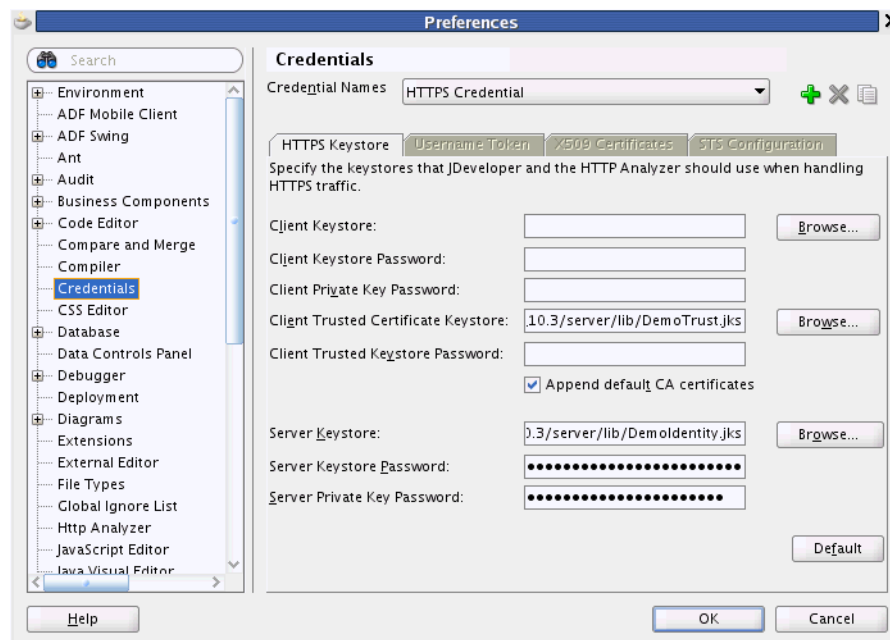 Preferences
Search
Environment
ADF Mobile Client
ADF Swing
Ant
Audit
Business Components
Code Editor
Compare and Merge
Compiler
Credentials
CSS Editor
Database
Data Controls Panel
Debugger
Deployment
Diagrams
Extensions
External Editor
File Types
Global Ignore List
Http Analyzer
JavaScript Editor
Java Visual Editor
Credentials
Credential Names HTTPS Credential
HTTPS Keystore Username Token X509 Certificates STS Configuration
Specify the keystores that JDeveloper and the HTTP Analyzer should use when handling
HTTPS traffic.
Client Keystore: Browse...
Client Keystore Password:
Client Private Key Password:
Client Trusted Certificate Keystore: .10.3/server/lib/DemoTrust.jks Browse...
Client Trusted Keystore Password:
Append default CA certificates
Server Keystore: 0.3/server/lib/DemoIdentity.jks Browse...
Server Keystore Password: ●●●●●●●●●●●●●●●●●●●●●●●●
Server Private Key Password: ●●●●●●●●●●●●●●●●●●●●●●
Default
Help OK Cancel